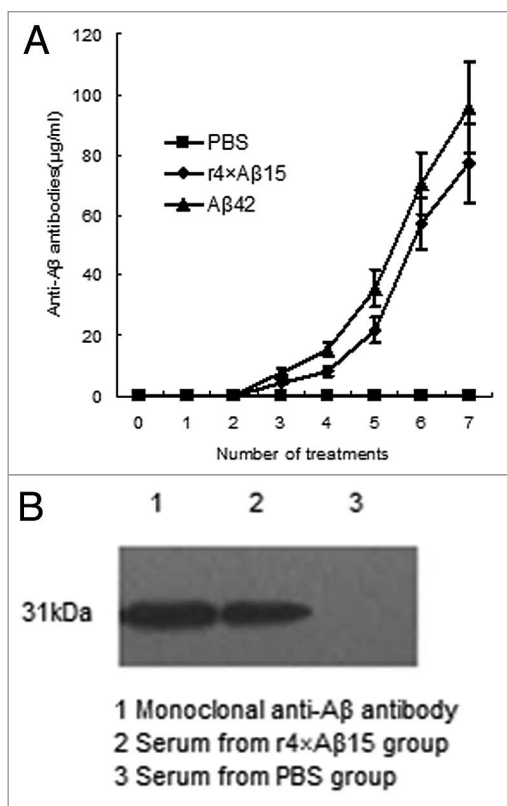 A
120
100
80
60
40
20
0
Anti-Aβ antibodies(µg/ml)
PBS
r4×Aβ15
Aβ42
0 1 2 3 4 5 6 7
Number of treatments
B
1 2 3
31kDa
1 Monoclonal anti-Aβ antibody
2 Serum from r4×Aβ15 group
3 Serum from PBS group